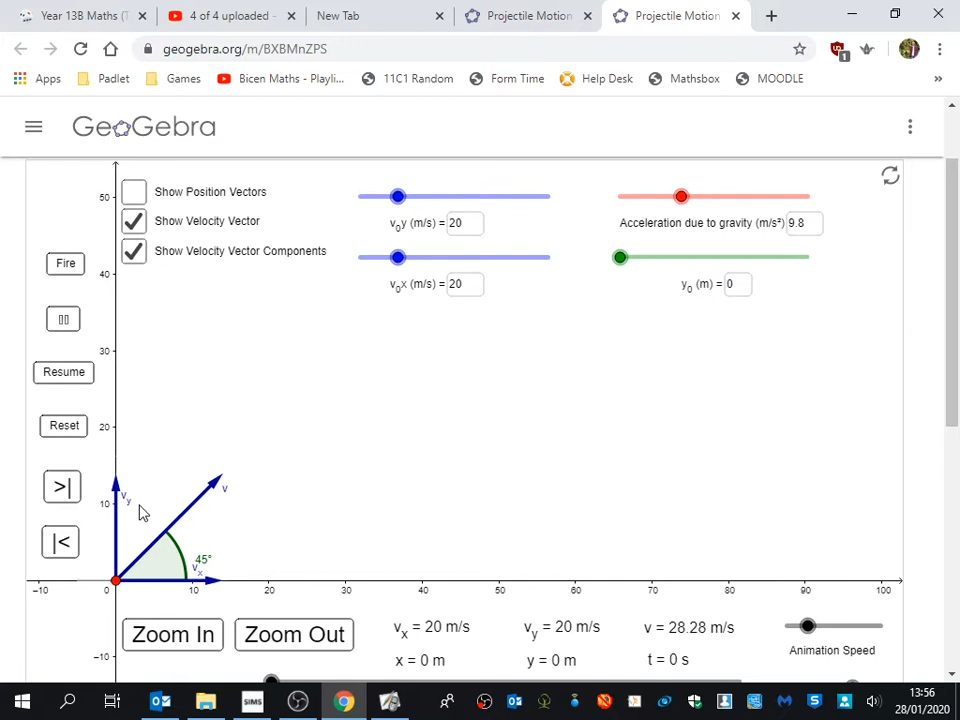 Year 13B Maths (T
4 of 4 uploaded -
New Tab
Projectile Motion
Projectile Motion
geogebra.org/m/BXBMnZPS
1
Apps
Padlet
Games
Bicen Maths - Playli...
11C1 Random
Form Time
Help Desk
Mathsbox
MOODLE
»
GeoGebra
Show Position Vectors
Show Velocity Vector
Show Velocity Vector Components
v0y (m/s) = 20
v0x (m/s) = 20
Acceleration due to gravity (m/s²) 9.8
y0 (m) = 0
Fire
Resume
Reset
>|
|<
50
40
30
20
10
-10
vy
v
45°
vx
-10 0 10 20 30 40 50 60 70 80 90 100
Zoom In
Zoom Out
vx = 20 m/s
vy = 20 m/s
v = 28.28 m/s
x = 0 m
y = 0 m
t = 0 s
Animation Speed
SIMS
13:56
28/01/2020